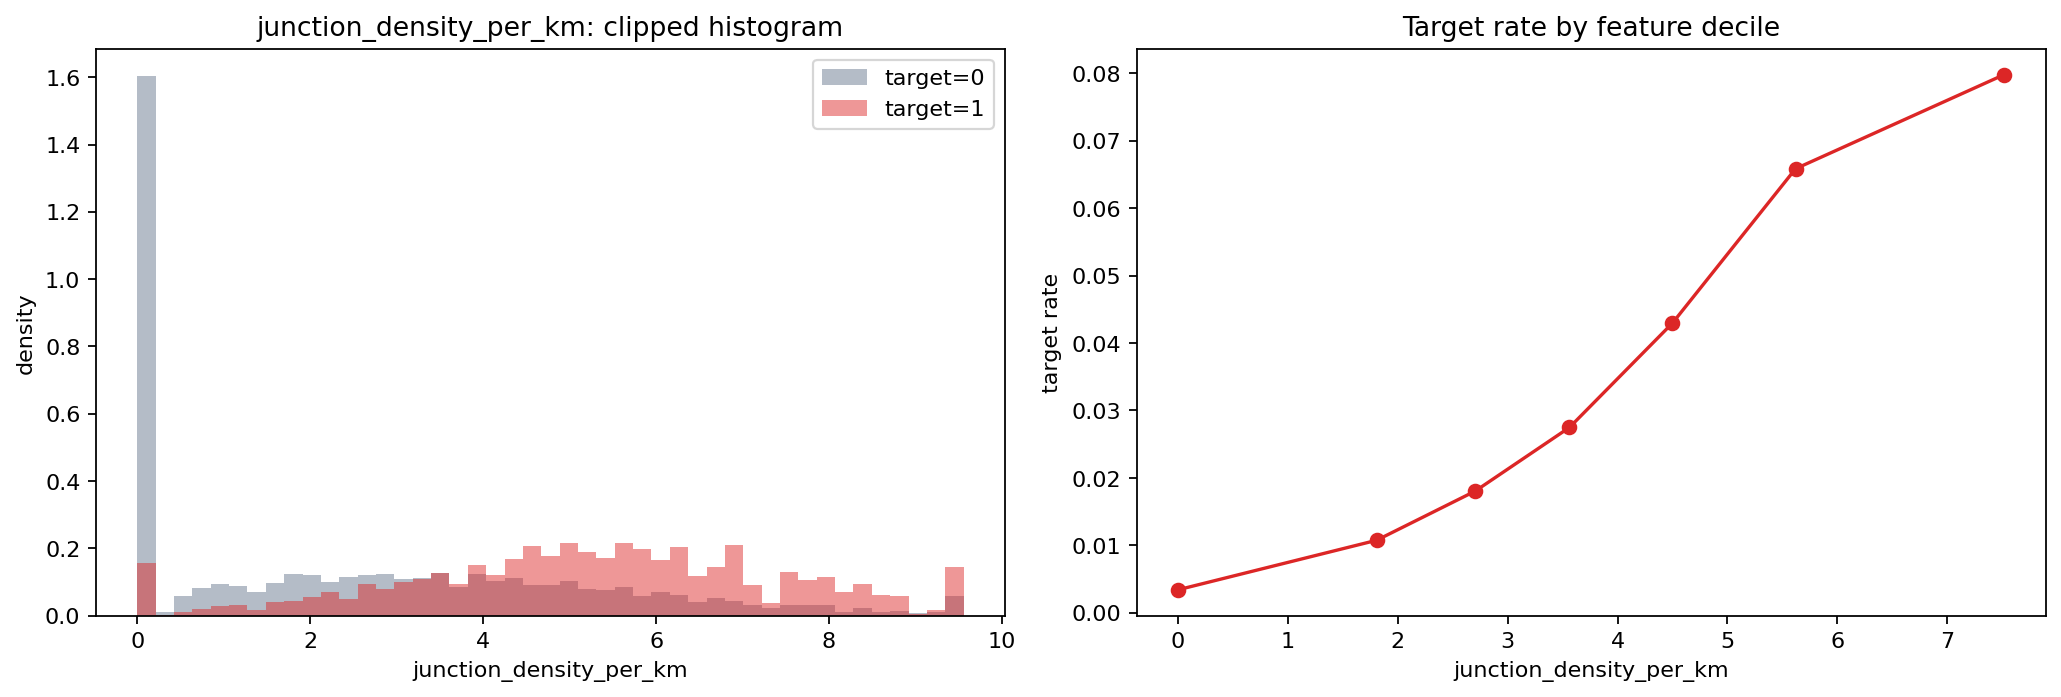 junction_density_per_km: clipped histogram
target=0
target=1
1.6
1.4
1.2
1.0
0.8
0.6
0.4
0.2
0.0
density
0 2 4 6 8 10
junction_density_per_km
Target rate by feature decile
0.08
0.07
0.06
0.05
0.04
0.03
0.02
0.01
0.00
target rate
0 1 2 3 4 5 6 7
junction_density_per_km